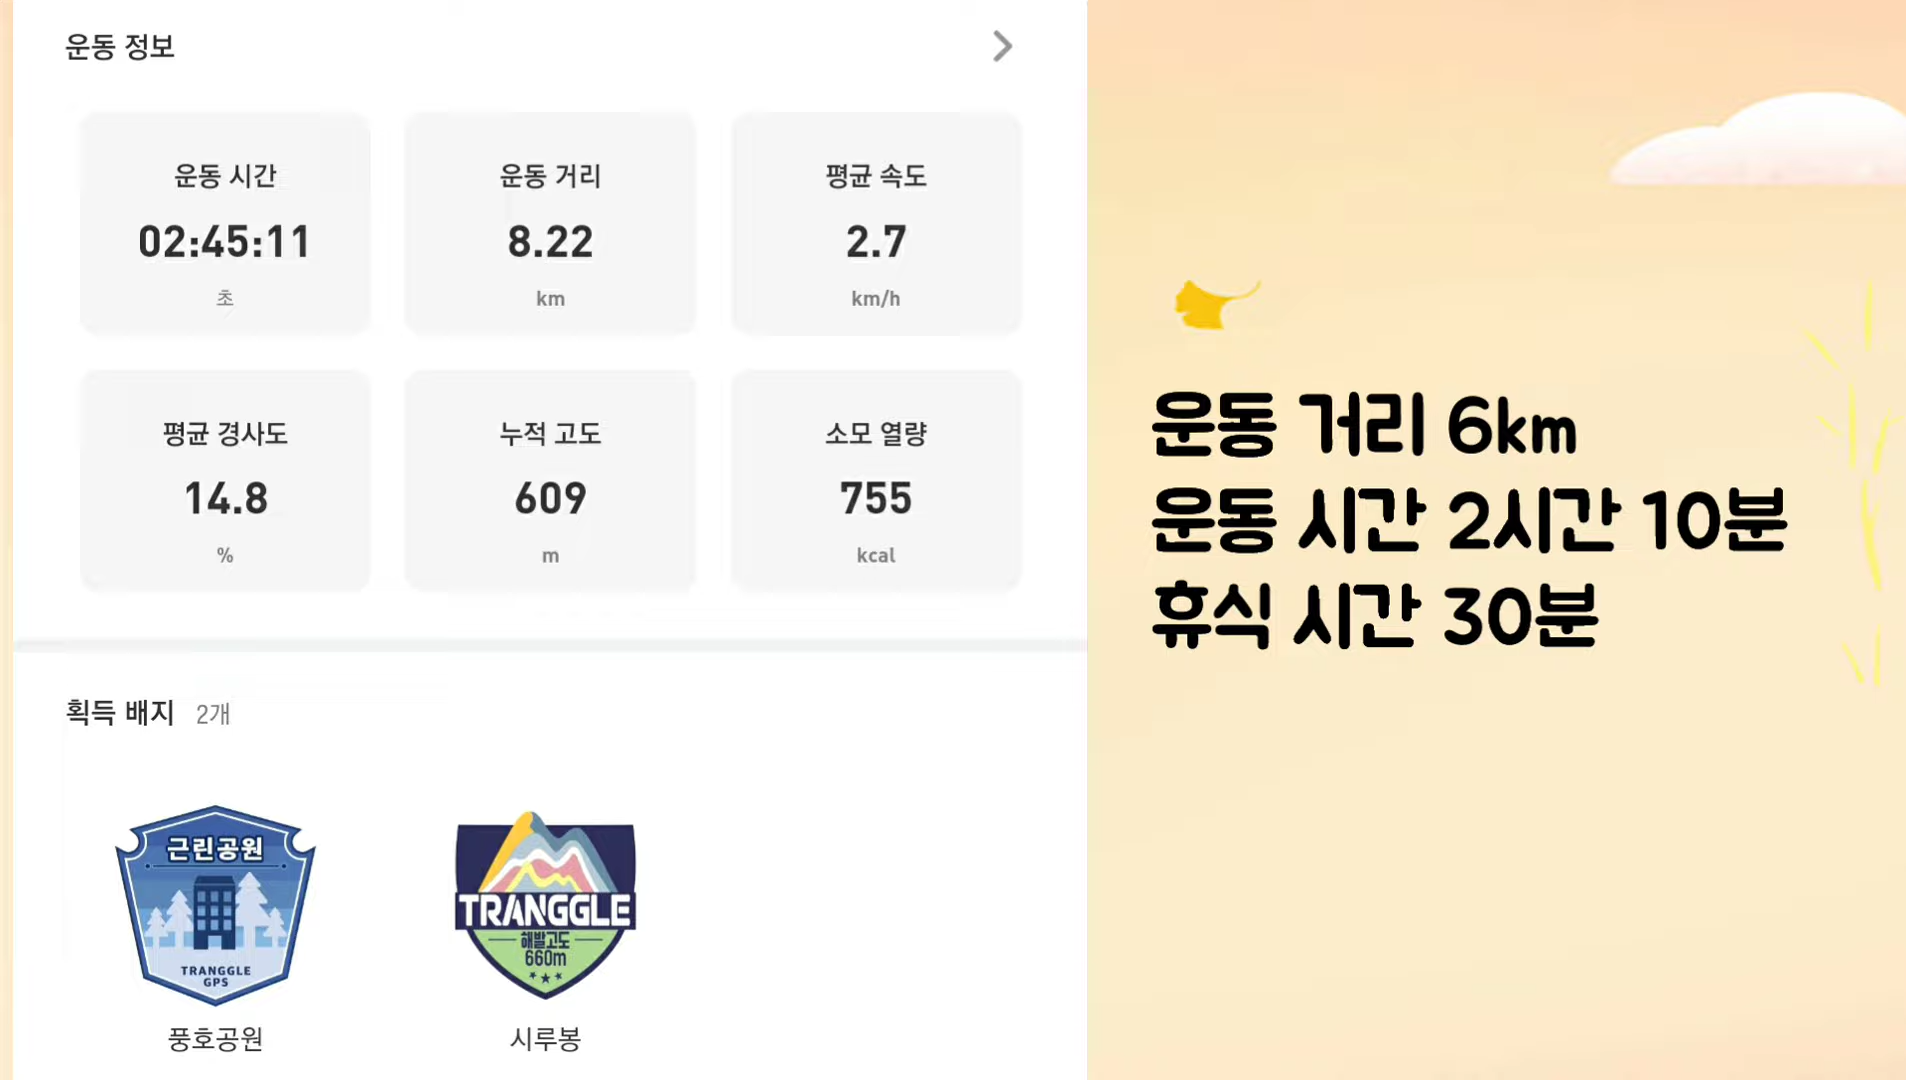 운동 정보
운동 시간
02:45:11
초
운동 거리
8.22
km
평균 속도
2.7
km/h
평균 경사도
14.8
%
누적 고도
609
m
소모 열량
755
kcal
획득 배지 2개
근린공원
TRANGGLE
GPS
풍호공원
TRANGGLE
해발고도
660m
시루봉
운동 거리 6km
운동 시간 2시간 10분
휴식 시간 30분